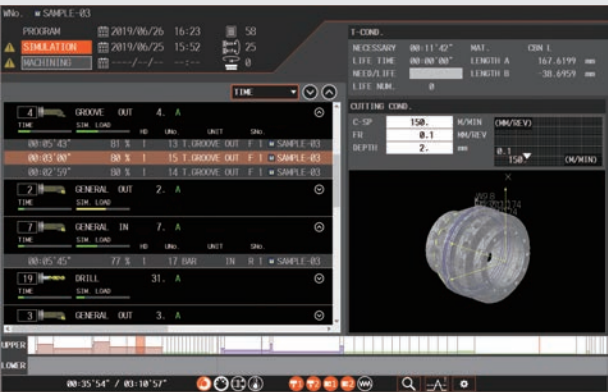 WNo. SAMPLE-03
PROGRAM 2019/06/26 16:23 58
SIMULATION 2019/06/25 15:52 25
MACHINING ----/--/-- --:-- 0
TIME
4 GROOVE OUT 4. A
TIME SIM. LOAD HD UNo. UNIT SNo.
00:05'43" 81 % 1 13 T.GROOVE OUT F 1 SAMPLE-03
00:03'00" 80 % 1 15 T.GROOVE OUT F 1 SAMPLE-03
00:02'59" 80 % 1 14 T.GROOVE OUT F 1 SAMPLE-03
2 GENERAL OUT 2. A
TIME SIM. LOAD
7 GENERAL IN 7. A
TIME SIM. LOAD HD UNo. UNIT SNo.
00:05'45" 77 % 1 17 BAR IN R 1 SAMPLE-03
19 DRILL 31. A
TIME SIM. LOAD
3 GENERAL OUT 3. A
T-COND.
NECESSARY 00:11'42" MAT. CBN L
LIFE TIME 00:00'00" LENGTH A 167.6199 mm
NEED/LIFE LENGTH B -38.6959 mm
LIFE NUM. 0
CUTTING COND.
C-SP 150. M/MIN (MM/REV)
FR 0.1 MM/REV
DEPTH 2. mm
0.1
150 (M/MIN)
X
UPPER
LOWER
00:35'54" / 03:10'57"